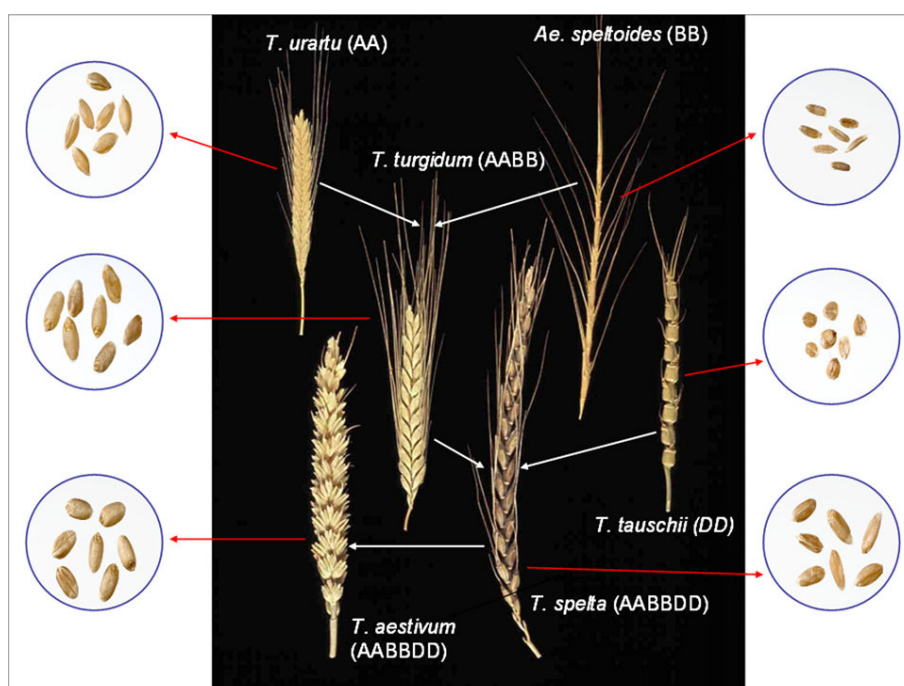 T. urartu (AA)
Ae. speltoides (BB)
T. turgidum (AABB)
T. tauschii (DD)
T. spelta (AABBDD)
T. aestivum
(AABBDD)